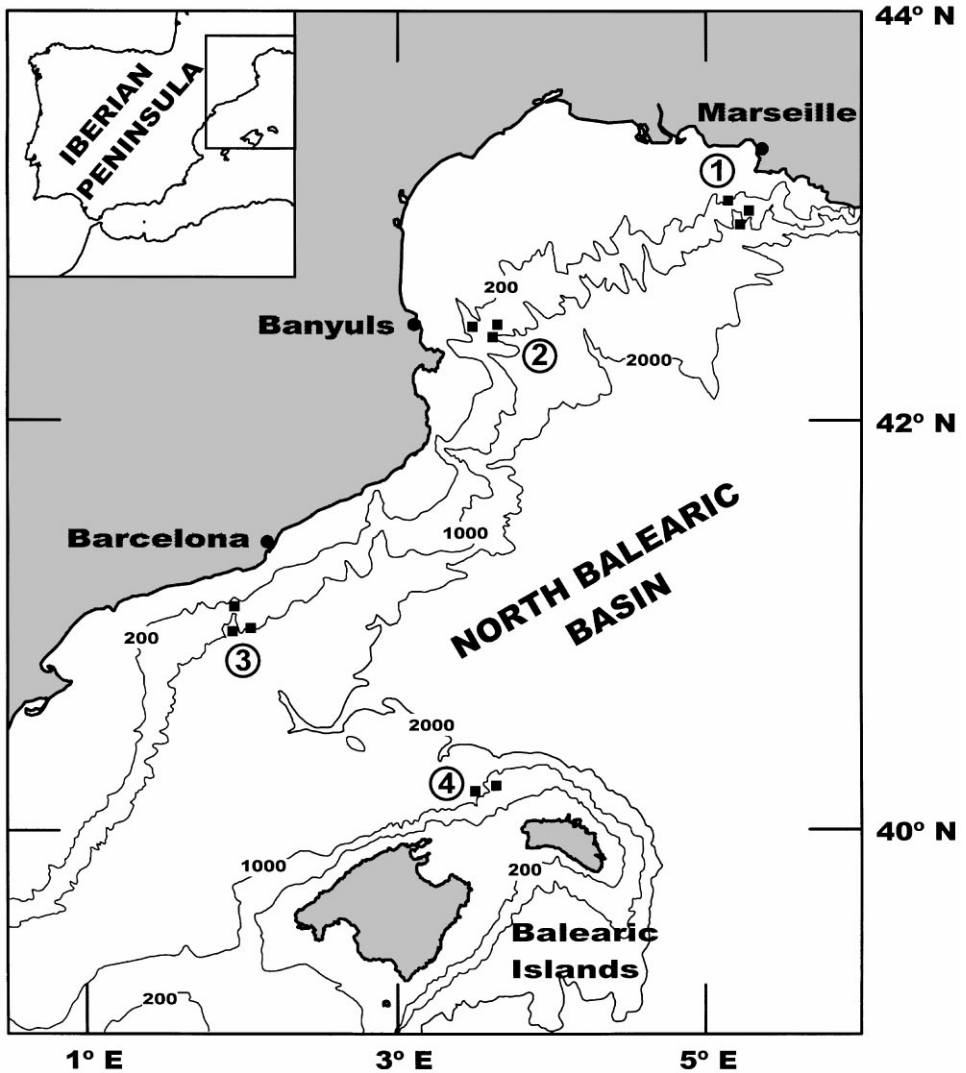 44º N
IBERIAN
PENINSULA
Marseille
1
200
Banyuls
2
2000
42º N
1000
Barcelona
NORTH BALEARIC
BASIN
200
3
2000
4
40º N
1000
200
Balearic
Islands
200
1º E
3º E
5º E